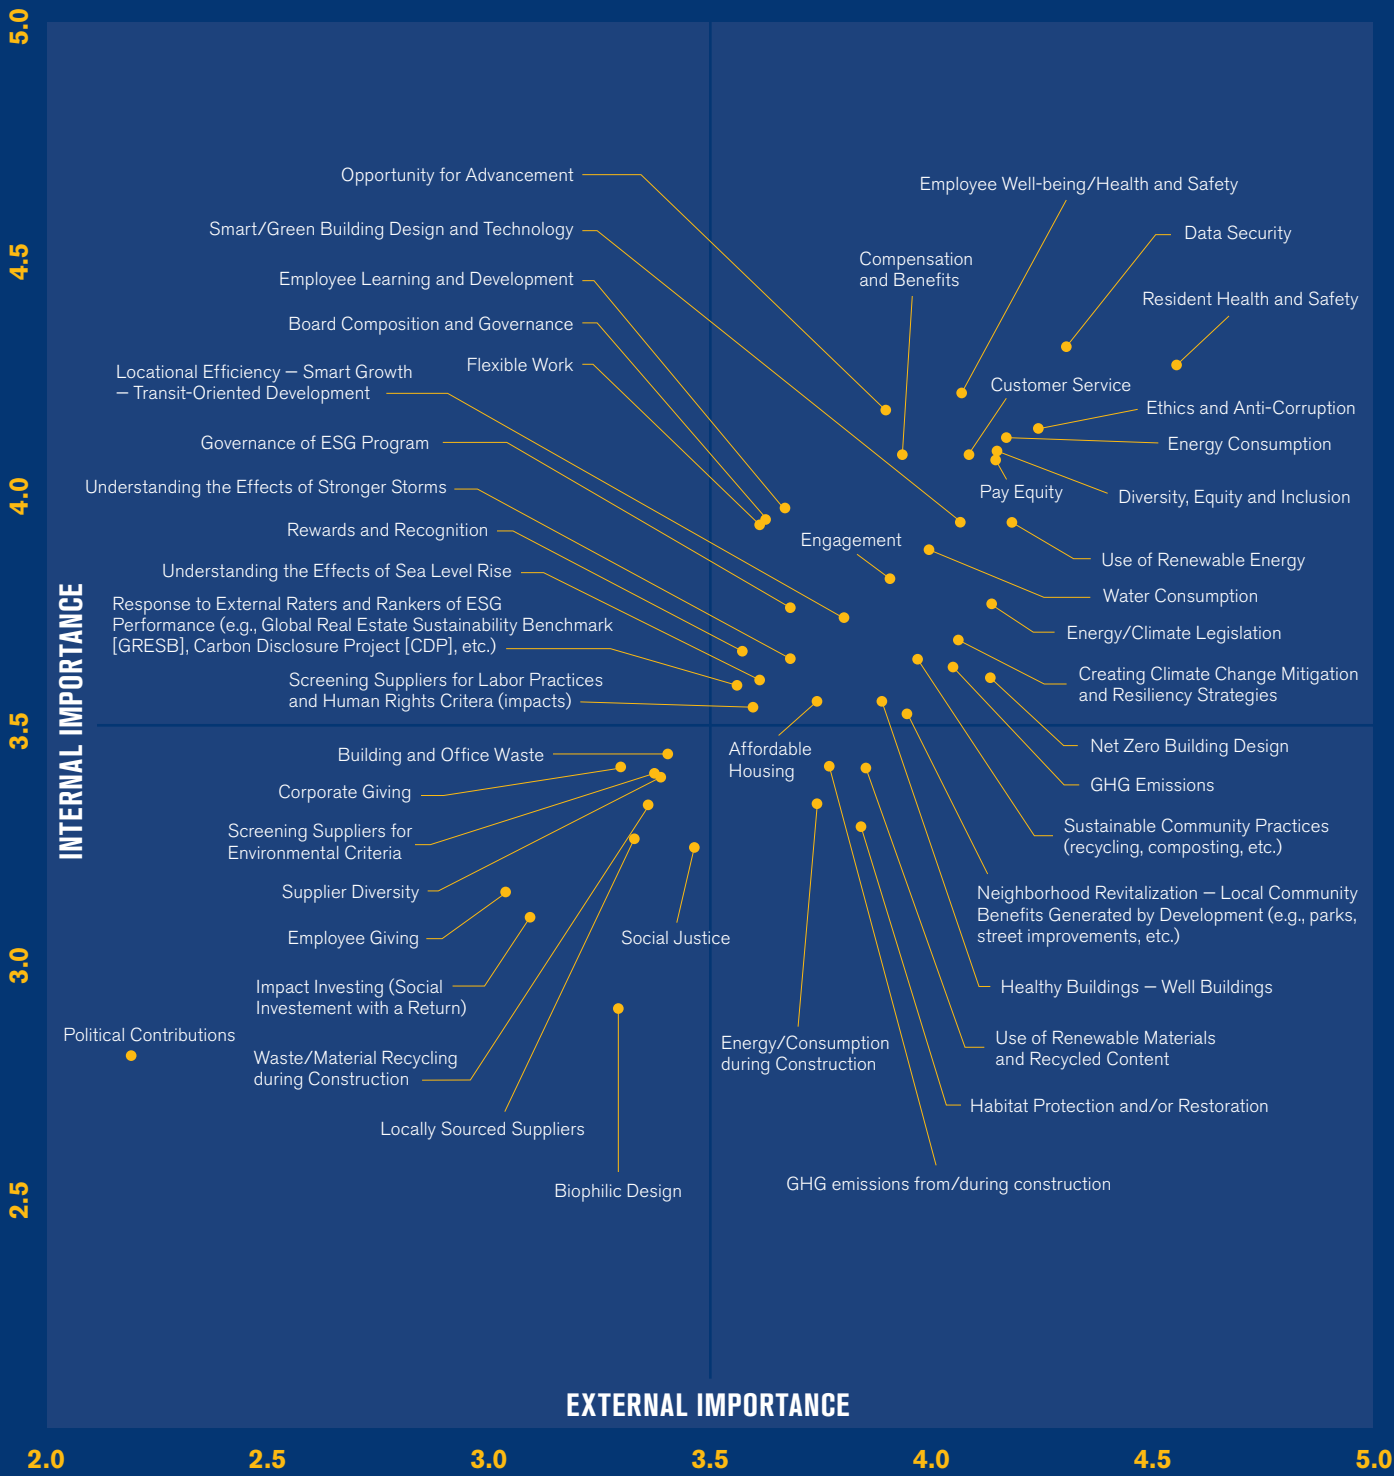 5.0
Opportunity for Advancement
Employee Well-being/Health and Safety
Smart/Green Building Design and Technology
Data Security
4.5
Compensation
and Benefits
Employee Learning and Development
Resident Health and Safety
Board Composition and Governance
Flexible Work
Locational Efficiency – Smart Growth
– Transit-Oriented Development
Customer Service
Ethics and Anti-Corruption
Governance of ESG Program
Energy Consumption
4.0
Understanding the Effects of Stronger Storms
Pay Equity
Diversity, Equity and Inclusion
Rewards and Recognition
Engagement
Use of Renewable Energy
Understanding the Effects of Sea Level Rise
Water Consumption
Response to External Raters and Rankers of ESG
Performance (e.g., Global Real Estate Sustainability Benchmark
[GRESB], Carbon Disclosure Project [CDP], etc.)
Energy/Climate Legislation
Screening Suppliers for Labor Practices
and Human Rights Critera (impacts)
Creating Climate Change Mitigation
and Resiliency Strategies
INTERNAL IMPORTANCE
3.5
Building and Office Waste
Affordable
Housing
Net Zero Building Design
Corporate Giving
GHG Emissions
Screening Suppliers for
Environmental Criteria
Sustainable Community Practices
(recycling, composting, etc.)
Supplier Diversity
Neighborhood Revitalization – Local Community
Benefits Generated by Development (e.g., parks,
street improvements, etc.)
Employee Giving
Social Justice
3.0
Impact Investing (Social
Investement with a Return)
Healthy Buildings – Well Buildings
Political Contributions
Energy/Consumption
during Construction
Use of Renewable Materials
and Recycled Content
Waste/Material Recycling
during Construction
Habitat Protection and/or Restoration
Locally Sourced Suppliers
Biophilic Design
GHG emissions from/during construction
2.5
EXTERNAL IMPORTANCE
2.0 2.5 3.0 3.5 4.0 4.5 5.0